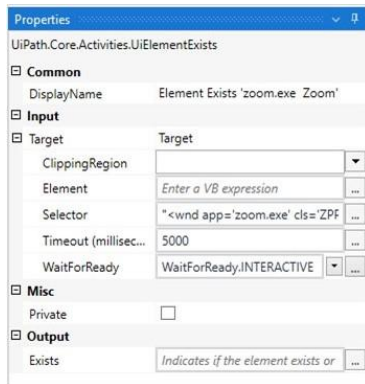 Properties
UiPath.Core.Activities.UiElementExists
Common
DisplayName Element Exists 'zoom.exe Zoom'
Input
Target Target
ClippingRegion
Element Enter a VB expression ...
Selector "<wnd app='zoom.exe' cls='ZPF ...
Timeout (millisec... 5000 ...
WaitForReady WaitForReady.INTERACTIVE ...
Misc
Private
Output
Exists Indicates if the element exists or ...